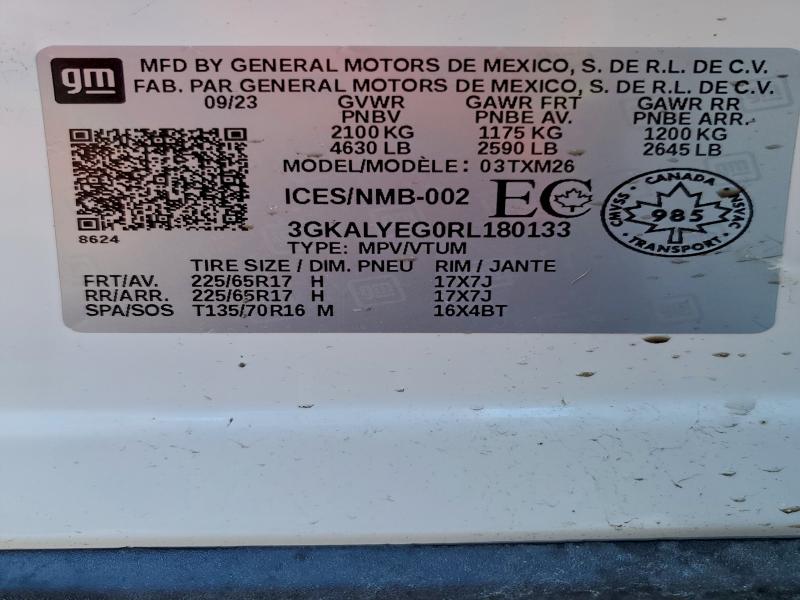 gm
MFD BY GENERAL MOTORS DE MEXICO, S. DE R.L. DE C.V.
FAB. PAR GENERAL MOTORS DE MEXICO, S. DE R.L. DE C.V.
09/23 GVWR GAWR FRT GAWR RR
PNBV PNBE AV. PNBE ARR.
2100 KG 1175 KG 1200 KG
4630 LB 2590 LB 2645 LB
MODEL/MODÈLE: 03TXM26
ICES/NMB-002 EC
CANADA
CMVSS · NSVAC
985
TRANSPORT
8624
3GKALYEG0RL180133
TYPE: MPV/VTUM
TIRE SIZE / DIM. PNEU RIM / JANTE
FRT/AV. 225/65R17 H 17X7J
RR/ARR. 225/65R17 H 17X7J
SPA/SOS T135/70R16 M 16X4BT